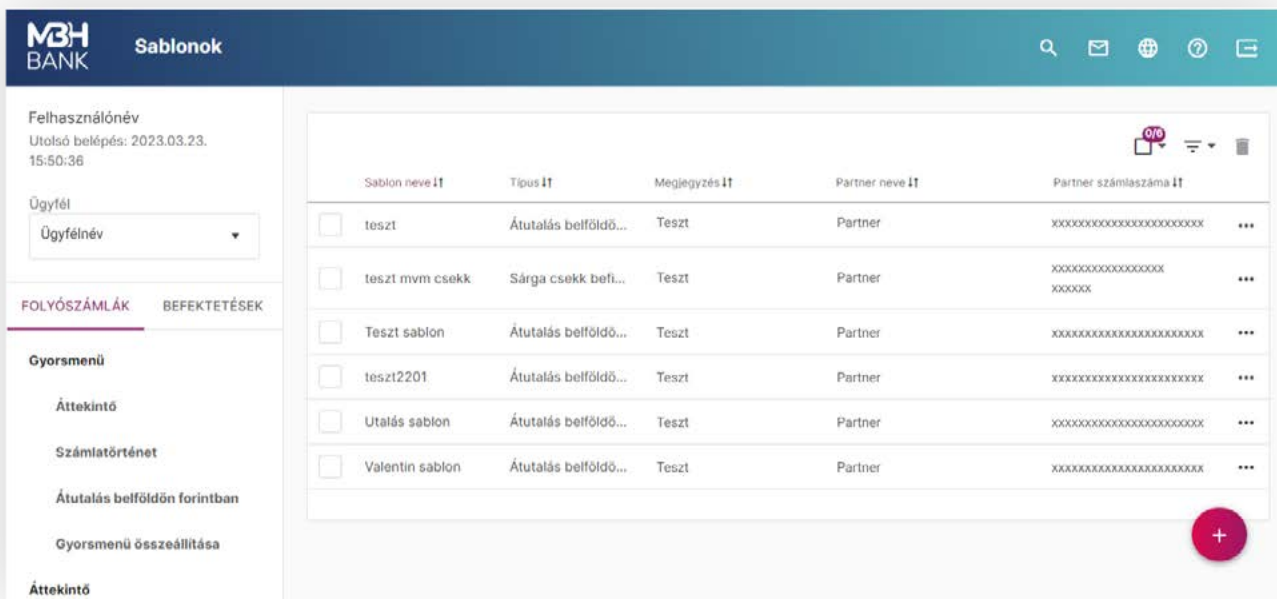 MBH
BANK
Sablonok
Felhasználónév
Utolsó belépés: 2023.03.23.
15:50:36
Ügyfél
Ügyfélnév
FOLYÓSZÁMLÁK BEFEKTETÉSEK
Gyorsmenü
Áttekintő
Számlatörténet
Átutalás belföldön forintban
Gyorsmenü összeállítása
Áttekintő
0/6
Sablon neve Típus Megjegyzés Partner neve Partner számlaszáma
teszt Átutalás belföldö... Teszt Partner xxxxxxxxxxxxxxxxxxxxxxxx
teszt mvm csekk Sárga csekk befi... Teszt Partner xxxxxxxxxxxxxxxxxx
xxxxxx
Teszt sablon Átutalás belföldö... Teszt Partner xxxxxxxxxxxxxxxxxxxxxxxx
teszt2201 Átutalás belföldö... Teszt Partner xxxxxxxxxxxxxxxxxxxxxxxx
Utalás sablon Átutalás belföldö... Teszt Partner xxxxxxxxxxxxxxxxxxxxxxxx
Valentin sablon Átutalás belföldö... Teszt Partner xxxxxxxxxxxxxxxxxxxxxxxx